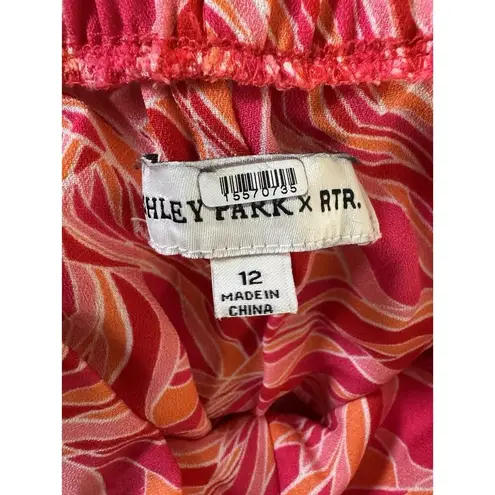 15570735
HLEY PARK X RTR.
12
MADE IN
CHINA